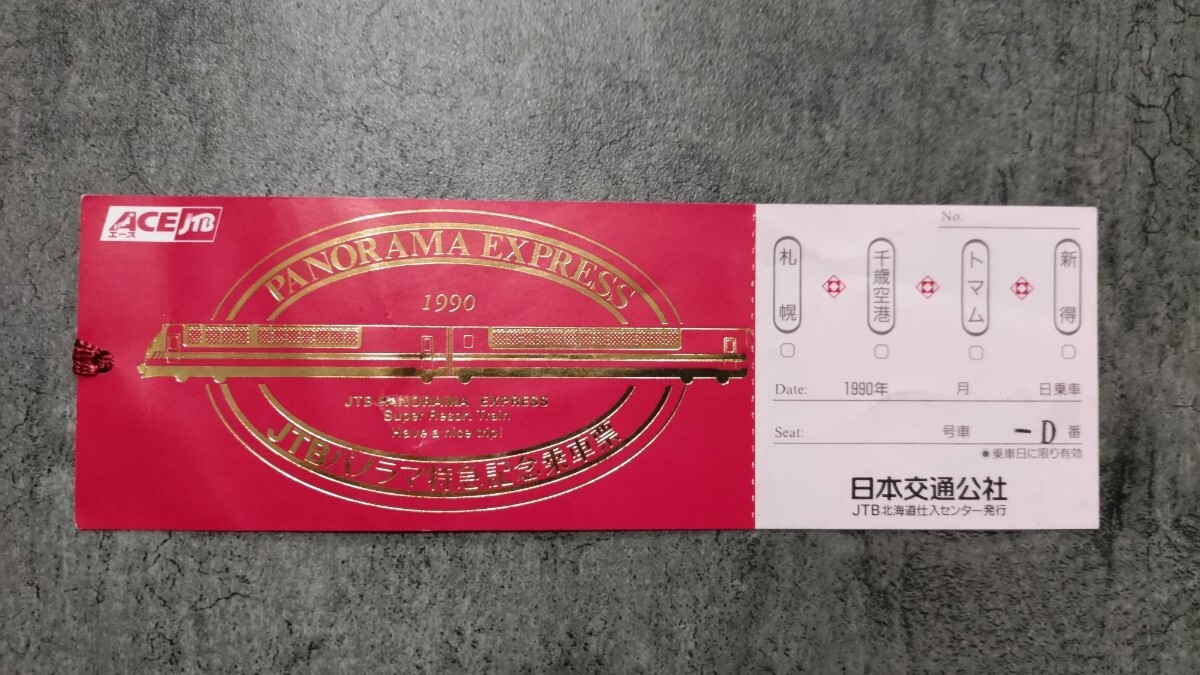 ACE JTB
エース
PANORAMA EXPRESS
1990
JTB PANORAMA EXPRESS
Super Resort Train
Have a nice trip!
JTBパノラマ特急記念乗車票
No.
札幌 千歳空港 トマム 新得
Date: 1990年 月 日乗車
Seat: 号車 -D 番
●乗車日に限り有効
日本交通公社
JTB北海道仕入センター発行